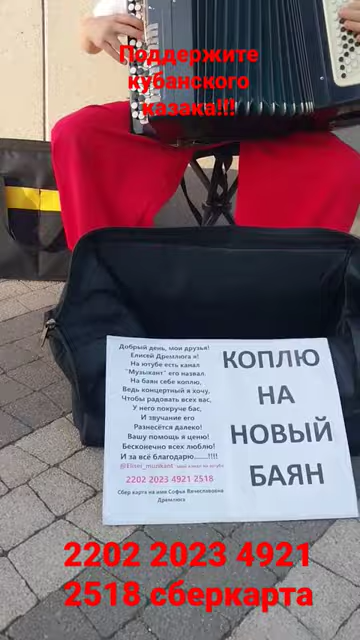 Поддержите
кубанского
казака!!!
Добрый день, мои друзья!
Елисей Дремлюга я!
На ютубе есть канал
"Музыкант" его назвал.
На баян себе коплю,
Ведь концертный я хочу,
Чтобы радовать всех вас,
У него покруче бас,
И звучание его
Разнесётся далеко!
Вашу помощь я ценю!
Бесконечно всех люблю!
И за всё благодарю.......!!!!
@Elisei_muzikant
2202 2023 4921 2518
Сбер карта на имя Софья Вячеславовна
Дремлюга
КОПЛЮ
НА
НОВЫЙ
БАЯН
2202 2023 4921
2518 сберкарта